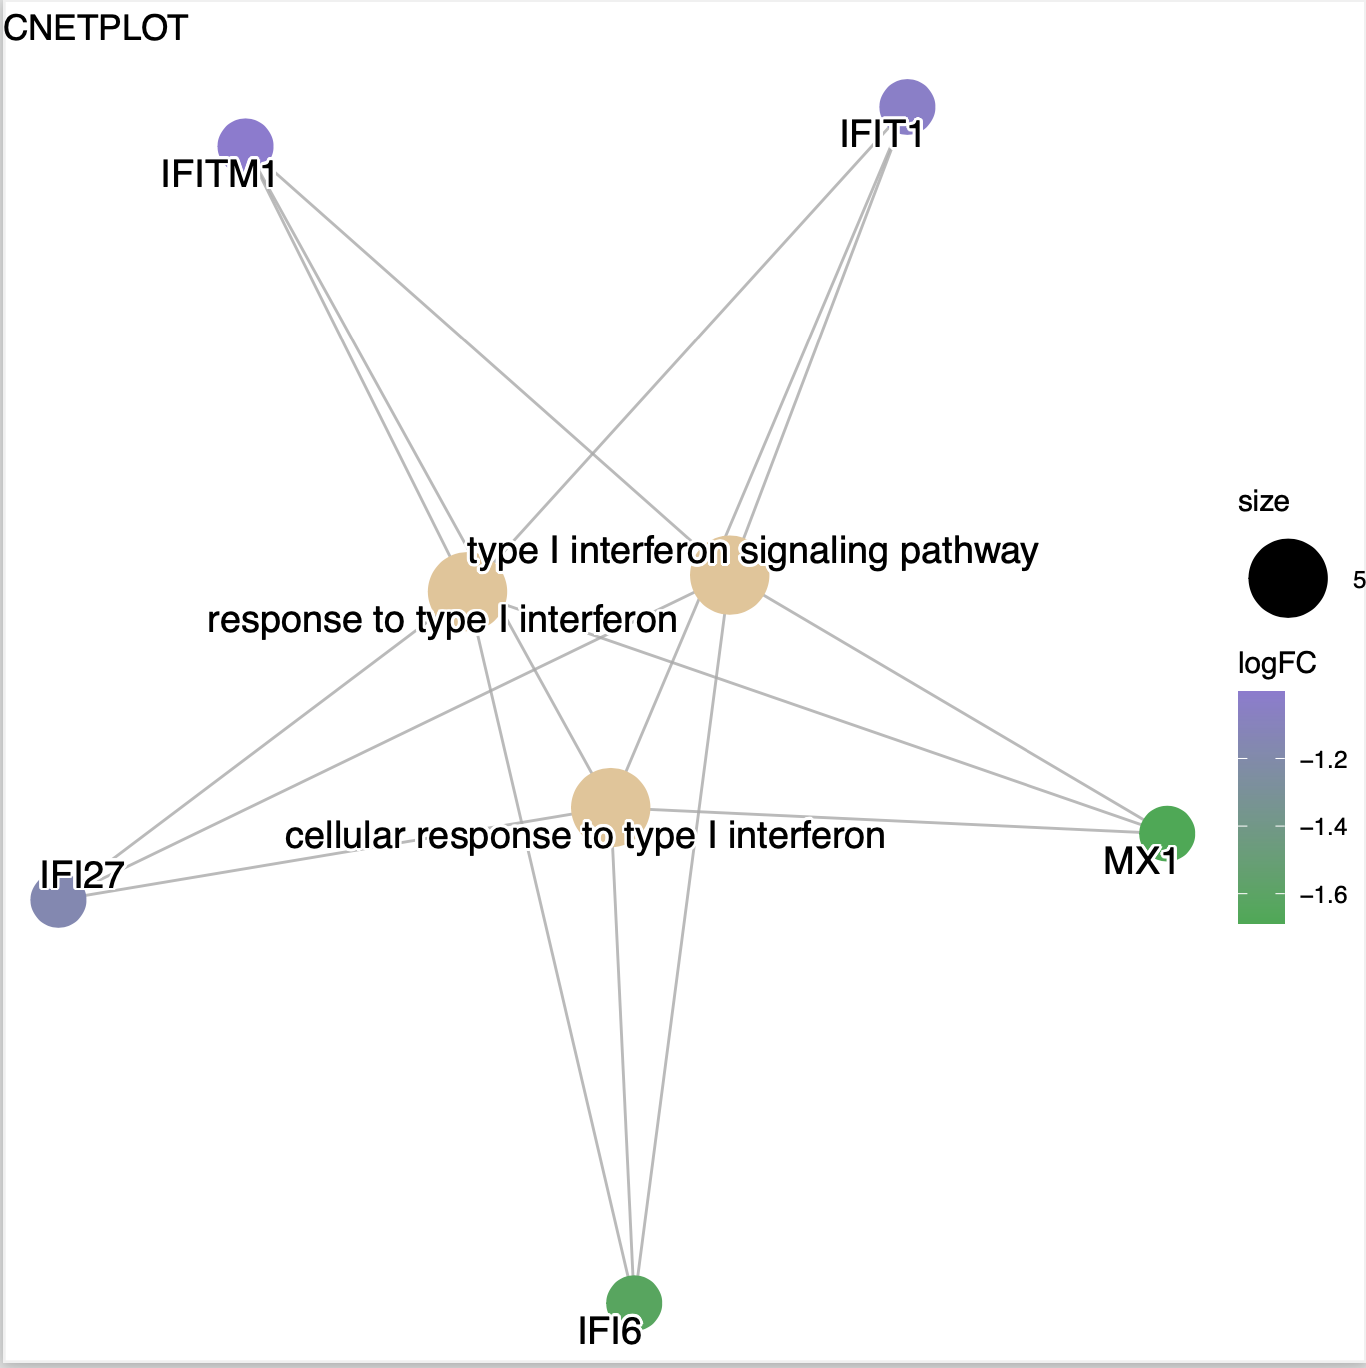 CNETPLOT
IFIT1
IFITM1
size
type I interferon signaling pathway
5
response to type I interferon
logFC
−1.2
−1.4
cellular response to type I interferon
MX1
IFI27
−1.6
IFI6